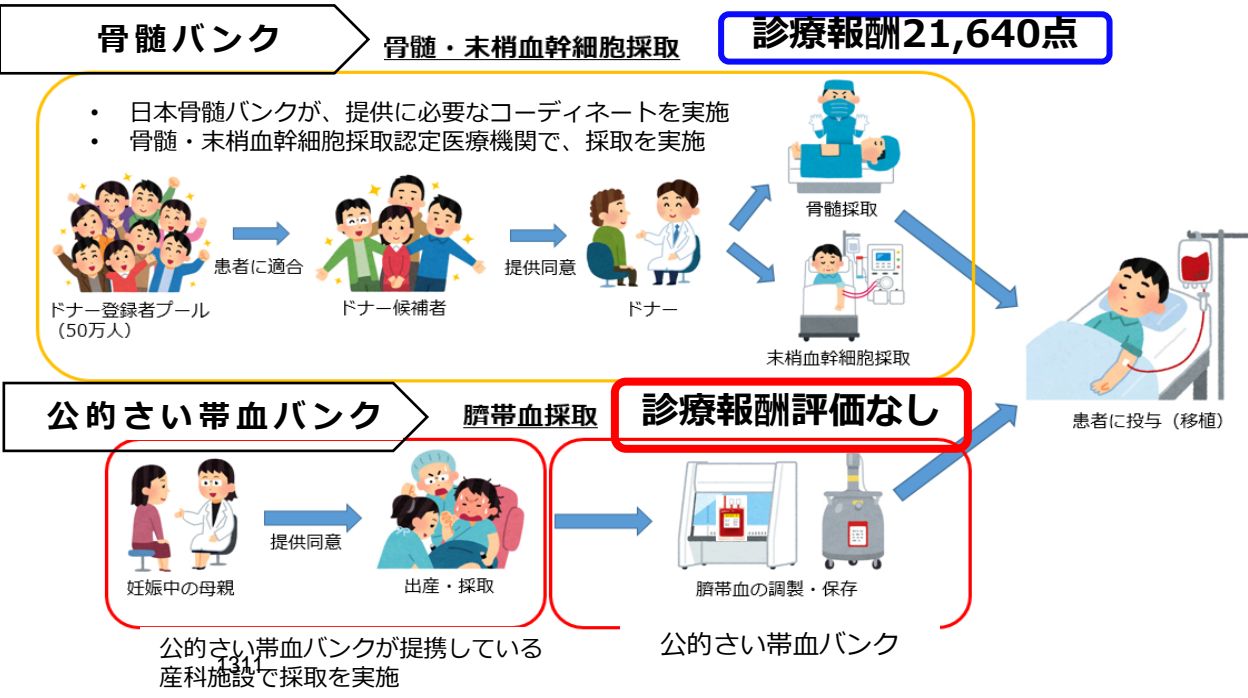 骨髄バンク
骨髄・末梢血幹細胞採取
診療報酬21,640点
• 日本骨髄バンクが、提供に必要なコーディネートを実施
• 骨髄・末梢血幹細胞採取認定医療機関で、採取を実施
骨髄採取
患者に適合
提供同意
ドナー登録者プール
（50万人）
ドナー候補者
ドナー
末梢血幹細胞採取
患者に投与（移植）
公的さい帯血バンク
臍帯血採取
診療報酬評価なし
提供同意
妊娠中の母親
出産・採取
臍帯血の調製・保存
公的さい帯血バンクが提携している
産科施設で採取を実施
1311
公的さい帯血バンク